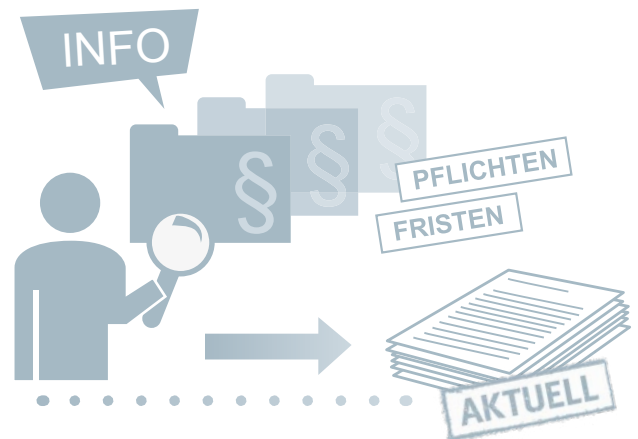 INFO
§ § §
PFLICHTEN
FRISTEN
AKTUELL